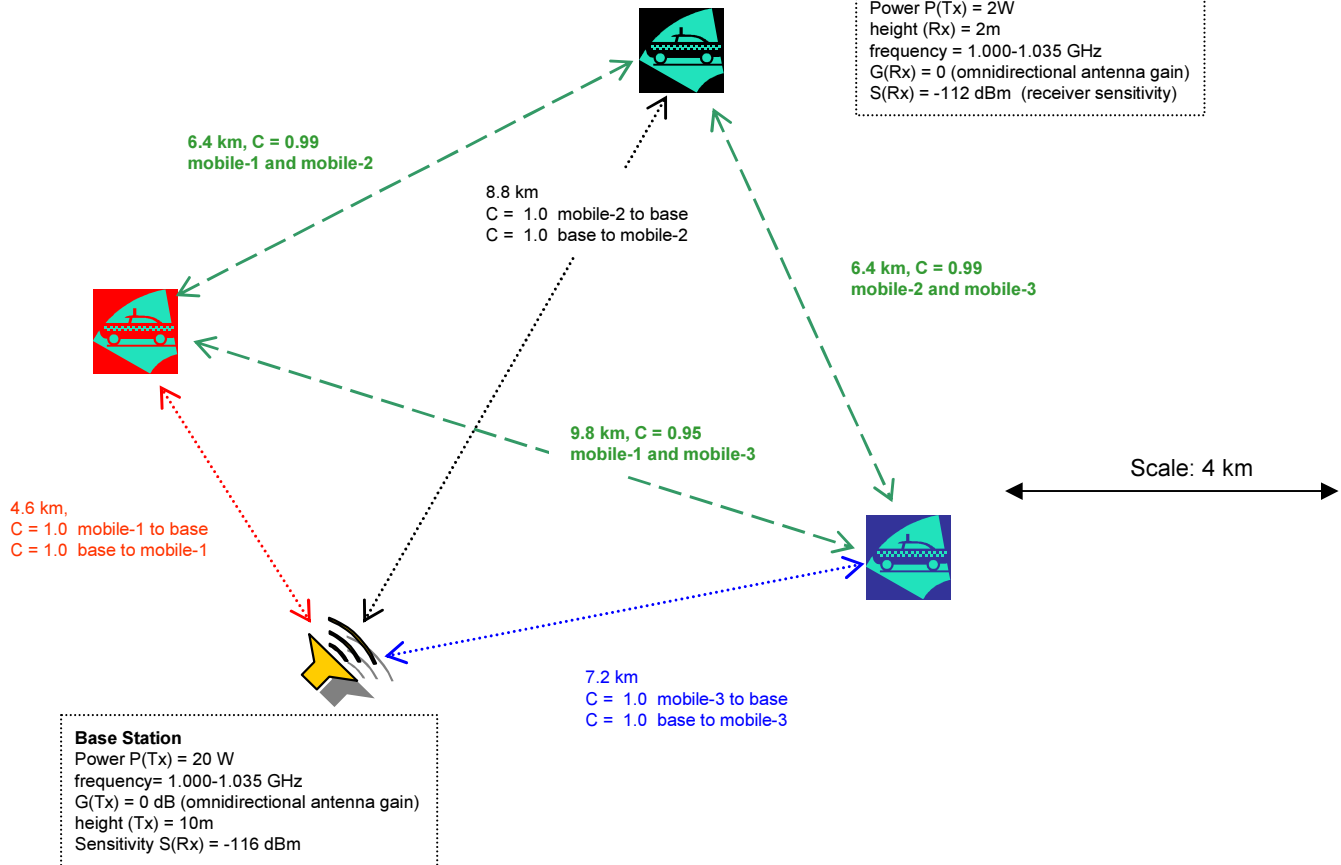 Power P(Tx) = 2W
height (Rx) = 2m
frequency = 1.000-1.035 GHz
G(Rx) = 0 (omnidirectional antenna gain)
S(Rx) = -112 dBm (receiver sensitivity)
6.4 km, C = 0.99
mobile-1 and mobile-2
8.8 km
C = 1.0 mobile-2 to base
C = 1.0 base to mobile-2
6.4 km, C = 0.99
mobile-2 and mobile-3
9.8 km, C = 0.95
mobile-1 and mobile-3
Scale: 4 km
4.6 km,
C = 1.0 mobile-1 to base
C = 1.0 base to mobile-1
7.2 km
C = 1.0 mobile-3 to base
C = 1.0 base to mobile-3
Base Station
Power P(Tx) = 20 W
frequency= 1.000-1.035 GHz
G(Tx) = 0 dB (omnidirectional antenna gain)
height (Tx) = 10m
Sensitivity S(Rx) = -116 dBm